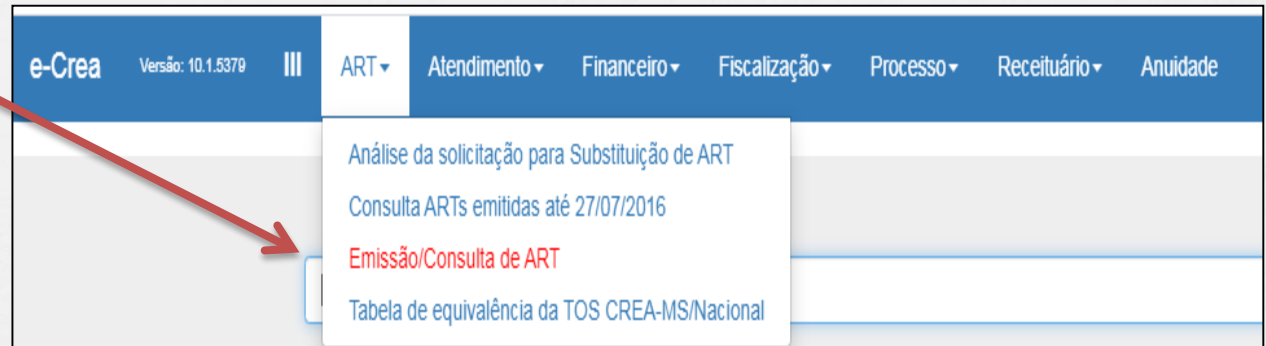 e-Crea Versão: 10.1.5379 ART Atendimento Financeiro Fiscalização Processo Receituário Anuidade
Análise da solicitação para Substituição de ART
Consulta ARTs emitidas até 27/07/2016
Emissão/Consulta de ART
Tabela de equivalência da TOS CREA-MS/Nacional